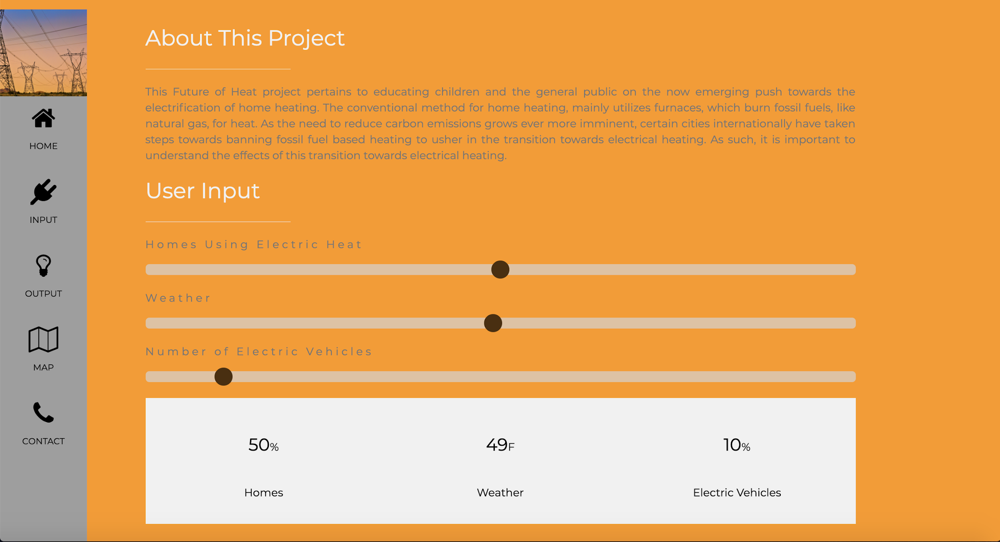 HOME
INPUT
OUTPUT
MAP
CONTACT
About This Project
This Future of Heat project pertains to educating children and the general public on the now emerging push towards the
electrification of home heating. The conventional method for home heating, mainly utilizes furnaces, which burn fossil fuels, like
natural gas, for heat. As the need to reduce carbon emissions grows ever more imminent, certain cities internationally have taken
steps towards banning fossil fuel based heating to usher in the transition towards electrical heating. As such, it is important to
understand the effects of this transition towards electrical heating.
User Input
Homes Using Electric Heat
Weather
Number of Electric Vehicles
50% 49F 10%
Homes Weather Electric Vehicles